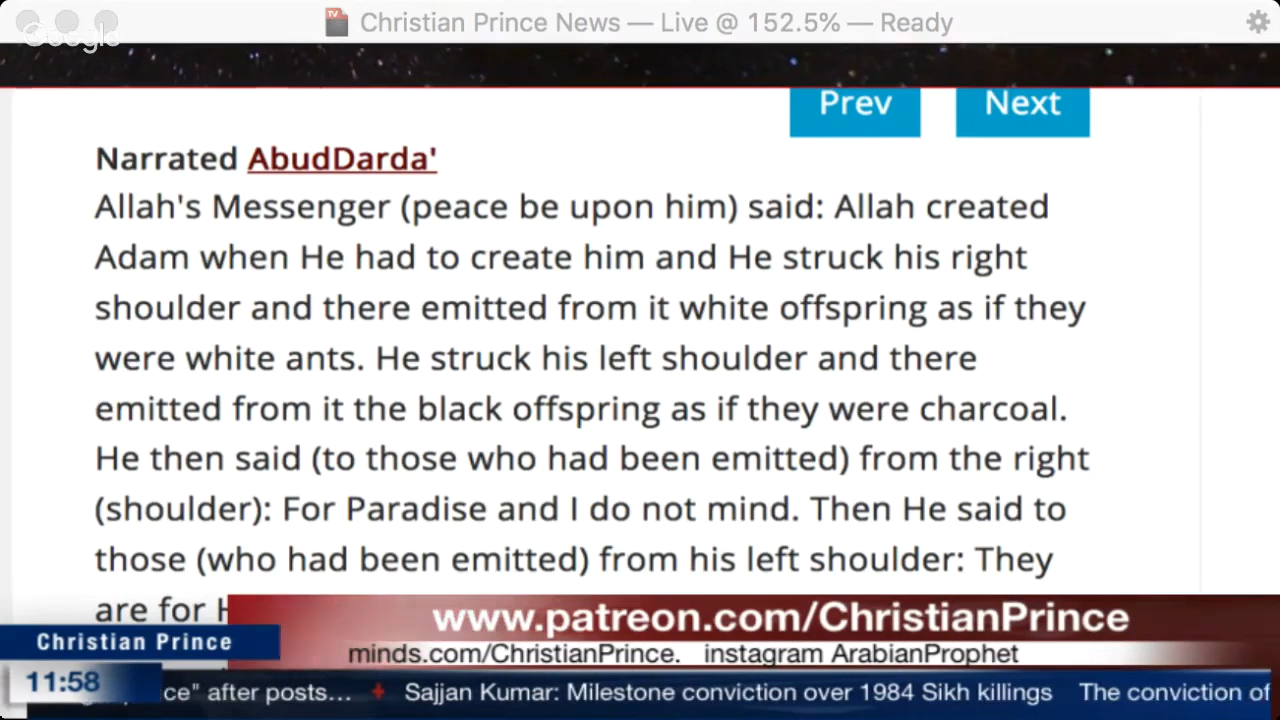 TV Christian Prince News — Live @ 152.5% — Ready
Google
Prev Next
Narrated AbudDarda'
Allah's Messenger (peace be upon him) said: Allah created
Adam when He had to create him and He struck his right
shoulder and there emitted from it white offspring as if they
were white ants. He struck his left shoulder and there
emitted from it the black offspring as if they were charcoal.
He then said (to those who had been emitted) from the right
(shoulder): For Paradise and I do not mind. Then He said to
those (who had been emitted) from his left shoulder: They
are for H
www.patreon.com/ChristianPrince
Christian Prince
minds.com/ChristianPrince. instagram ArabianProphet
11:58
ce" after posts... Sajjan Kumar: Milestone conviction over 1984 Sikh killings The conviction of